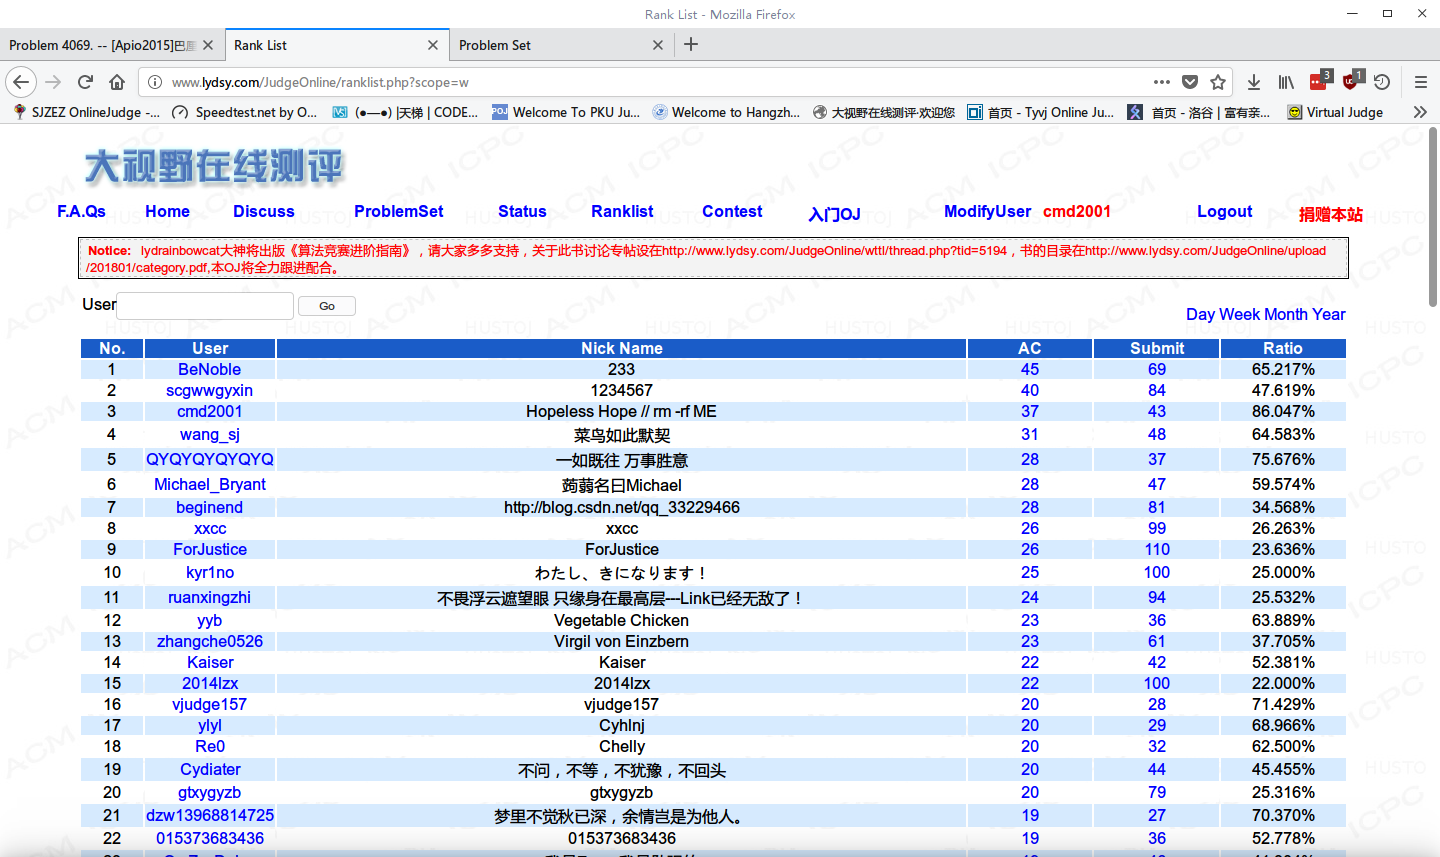 Rank List - Mozilla Firefox
Problem 4069. -- [Apio2015]巴
Rank List
Problem Set
www.lydsy.com/JudgeOnline/ranklist.php?scope=w
3
1
SJZEZ OnlineJudge -...
Speedtest.net by O...
(●—●) |天梯 | CODE...
Welcome To PKU Ju...
Welcome to Hangzh...
大视野在线测评·欢迎您
首页 - Tyvj Online Ju...
首页 - 洛谷 | 富有亲...
Virtual Judge
大视野在线测评
F.A.Qs Home Discuss ProblemSet Status Ranklist Contest 入门OJ ModifyUser cmd2001 Logout 捐赠本站
Notice: lydrainbowcat大神将出版《算法竞赛进阶指南》，请大家多多支持，关于此书讨论专帖设在http://www.lydsy.com/JudgeOnline/wttl/thread.php?tid=5194，书的目录在http://www.lydsy.com/JudgeOnline/upload
/201801/category.pdf,本OJ将全力跟进配合。
User Go
Day Week Month Year
No. User Nick Name AC Submit Ratio
1 BeNoble 233 45 69 65.217%
2 scgwwgyxin 1234567 40 84 47.619%
3 cmd2001 Hopeless Hope // rm -rf ME 37 43 86.047%
4 wang_sj 菜鸟如此默契 31 48 64.583%
5 QYQYQYQYQYQ 一如既往 万事胜意 28 37 75.676%
6 Michael_Bryant 蒟蒻名曰Michael 28 47 59.574%
7 beginend http://blog.csdn.net/qq_33229466 28 81 34.568%
8 xxcc xxcc 26 99 26.263%
9 ForJustice ForJustice 26 110 23.636%
10 kyr1no わたし、きになります！ 25 100 25.000%
11 ruanxingzhi 不畏浮云遮望眼 只缘身在最高层---Link已经无敌了！ 24 94 25.532%
12 yyb Vegetable Chicken 23 36 63.889%
13 zhangche0526 Virgil von Einzbern 23 61 37.705%
14 Kaiser Kaiser 22 42 52.381%
15 2014lzx 2014lzx 22 100 22.000%
16 vjudge157 vjudge157 20 28 71.429%
17 ylyl Cyhlnj 20 29 68.966%
18 Re0 Chelly 20 32 62.500%
19 Cydiater 不问，不等，不犹豫，不回头 20 44 45.455%
20 gtxygyzb gtxygyzb 20 79 25.316%
21 dzw13968814725 梦里不觉秋已深，余情岂是为他人。 19 27 70.370%
22 015373683436 015373683436 19 36 52.778%